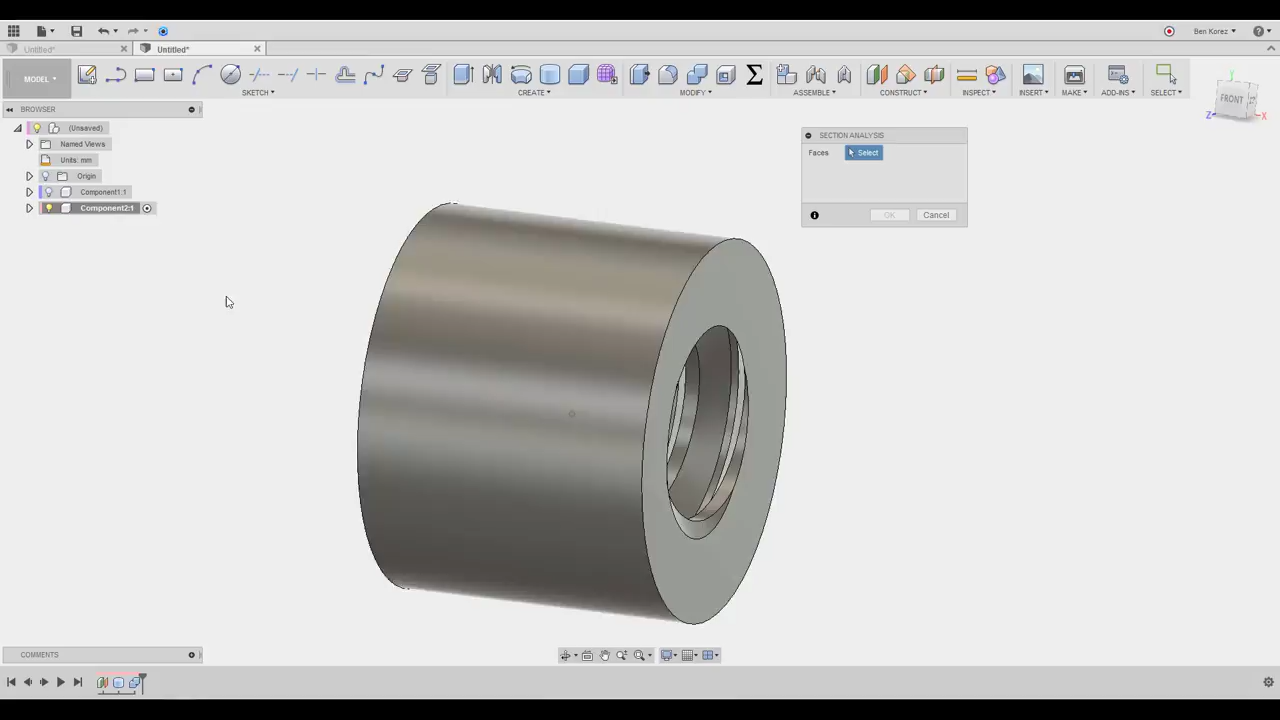 Ben Korez
Untitled*
Untitled*
MODEL
SKETCH
CREATE
MODIFY
ASSEMBLE
CONSTRUCT
INSPECT
INSERT
MAKE
ADD-INS
SELECT
FRONT
Z
X
Y
BROWSER
(Unsaved)
Named Views
Units: mm
Origin
Component1:1
Component2:1
SECTION ANALYSIS
Faces
Select
OK
Cancel
COMMENTS